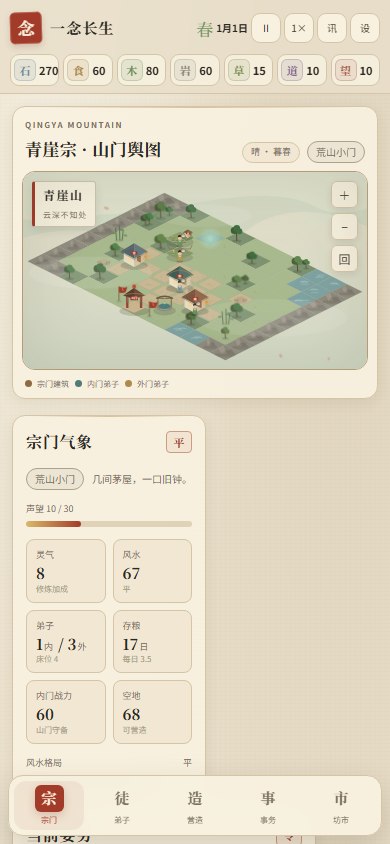 念 一念长生 春 1月1日 II 1× 讯 设
石 270 食 60 木 80 岩 60 草 15 道 10 望 10
QINGYA MOUNTAIN
青崖宗 · 山门舆图 晴 · 暮春 荒山小门
青崖山
云深不知处
+
−
回
宗门建筑 内门弟子 外门弟子
宗门气象 平
荒山小门 几间茅屋，一口旧钟。
声望 10 / 30
灵气 风水
8 67
修炼加成 平
弟子 存粮
1内 / 3外 17日
床位 4 每日 3.5
内门战力 空地
60 68
山门守备 可营造
风水格局 平
宗 徒 造 事 市
宗门 弟子 营造 事务 坊市